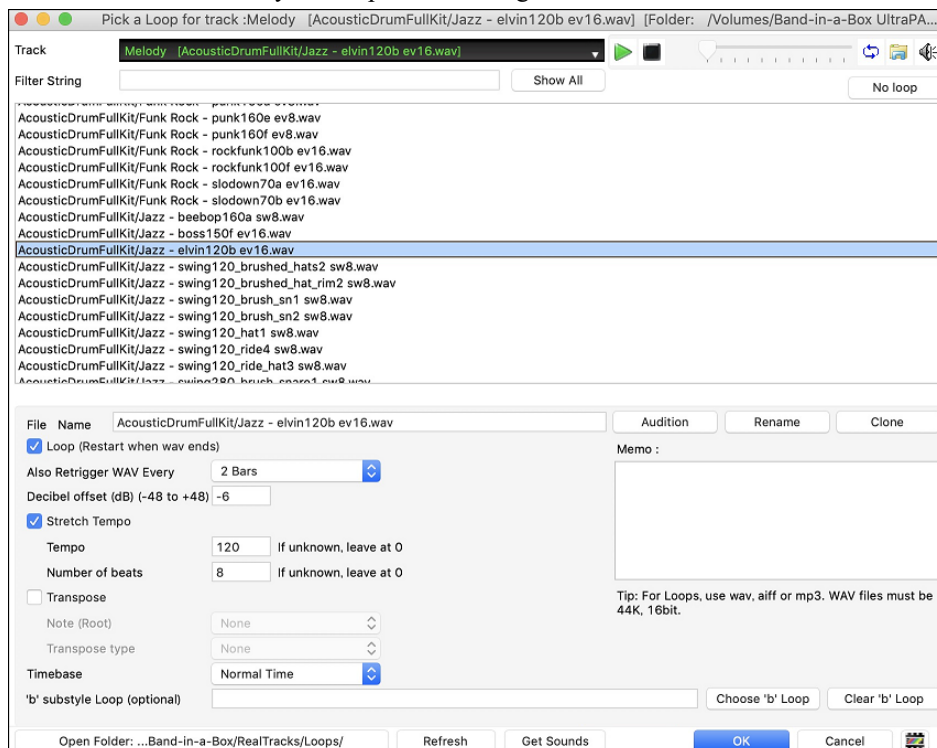 Pick a Loop for track :Melody [AcousticDrumFullKit/Jazz - elvin120b ev16.wav] [Folder: /Volumes/Band-in-a-Box UltraPA...
Track Melody [AcousticDrumFullKit/Jazz - elvin120b ev16.wav]
Filter String Show All No loop
AcousticDrumFullKit/Funk Rock - punk160e ev8.wav
AcousticDrumFullKit/Funk Rock - punk160f ev8.wav
AcousticDrumFullKit/Funk Rock - rockfunk100b ev16.wav
AcousticDrumFullKit/Funk Rock - rockfunk100f ev16.wav
AcousticDrumFullKit/Funk Rock - slodown70a ev16.wav
AcousticDrumFullKit/Funk Rock - slodown70b ev16.wav
AcousticDrumFullKit/Jazz - beebop160a sw8.wav
AcousticDrumFullKit/Jazz - boss150f ev16.wav
AcousticDrumFullKit/Jazz - elvin120b ev16.wav
AcousticDrumFullKit/Jazz - swing120_brushed_hats2 sw8.wav
AcousticDrumFullKit/Jazz - swing120_brushed_hat_rim2 sw8.wav
AcousticDrumFullKit/Jazz - swing120_brush_sn1 sw8.wav
AcousticDrumFullKit/Jazz - swing120_brush_sn2 sw8.wav
AcousticDrumFullKit/Jazz - swing120_hat1 sw8.wav
AcousticDrumFullKit/Jazz - swing120_ride4 sw8.wav
AcousticDrumFullKit/Jazz - swing120_ride_hat3 sw8.wav
AcousticDrumFullKit/Jazz - swing280_brush_snare1 sw8.wav
File Name AcousticDrumFullKit/Jazz - elvin120b ev16.wav Audition Rename Clone
Loop (Restart when wav ends) Memo :
Also Retrigger WAV Every 2 Bars
Decibel offset (dB) (-48 to +48) -6
Stretch Tempo
Tempo 120 If unknown, leave at 0
Number of beats 8 If unknown, leave at 0
Transpose Tip: For Loops, use wav, aiff or mp3. WAV files must be
44K, 16bit.
Note (Root) None
Transpose type None
Timebase Normal Time
'b' substyle Loop (optional) Choose 'b' Loop Clear 'b' Loop
Open Folder: ...Band-in-a-Box/RealTracks/Loops/ Refresh Get Sounds OK Cancel